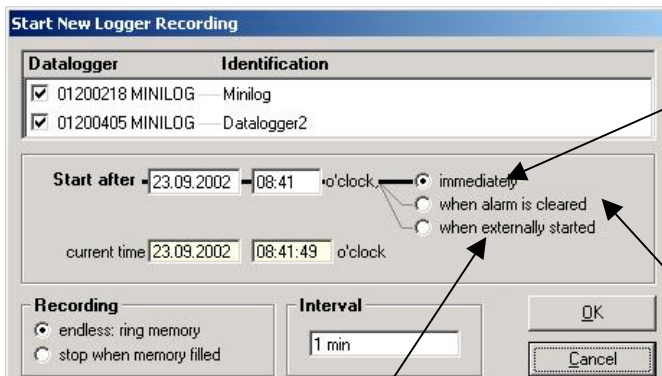 Start New Logger Recording
Datalogger Identification
01200218 MINILOG Minilog
01200405 MINILOG Datalogger2
Start after 23.09.2002 08:41 o'clock, immediately
when alarm is cleared
when externally started
current time 23.09.2002 08:41:49 o'clock
Recording
endless: ring memory
stop when memory filled
Interval
1 min
OK
Cancel